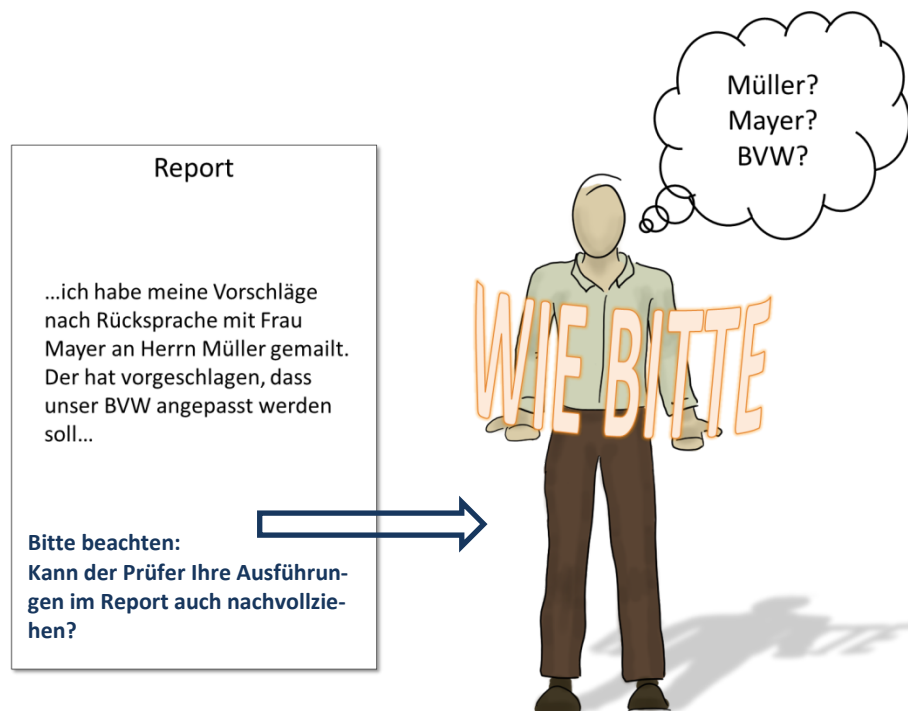 Report
…ich habe meine Vorschläge
nach Rücksprache mit Frau
Mayer an Herrn Müller gemailt.
Der hat vorgeschlagen, dass
unser BVW angepasst werden
soll…
Bitte beachten:
Kann der Prüfer Ihre Ausführun-
gen im Report auch nachvollzie-
hen?
Müller?
Mayer?
BVW?
WIE BITTE